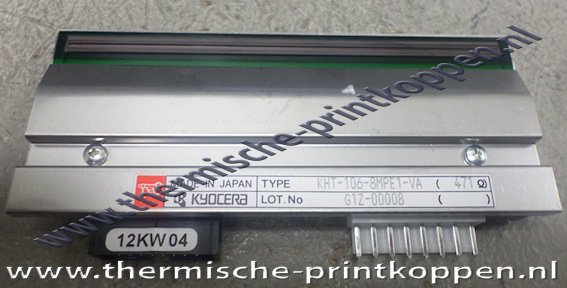 www.thermische-printkoppen.nl
MADE IN JAPAN
KYOCERA
TYPE KHT-106-8MPE1-VA ( 471 Ω)
LOT.No G12-00008 ( )
12KW04
www.thermische-printkoppen.nl